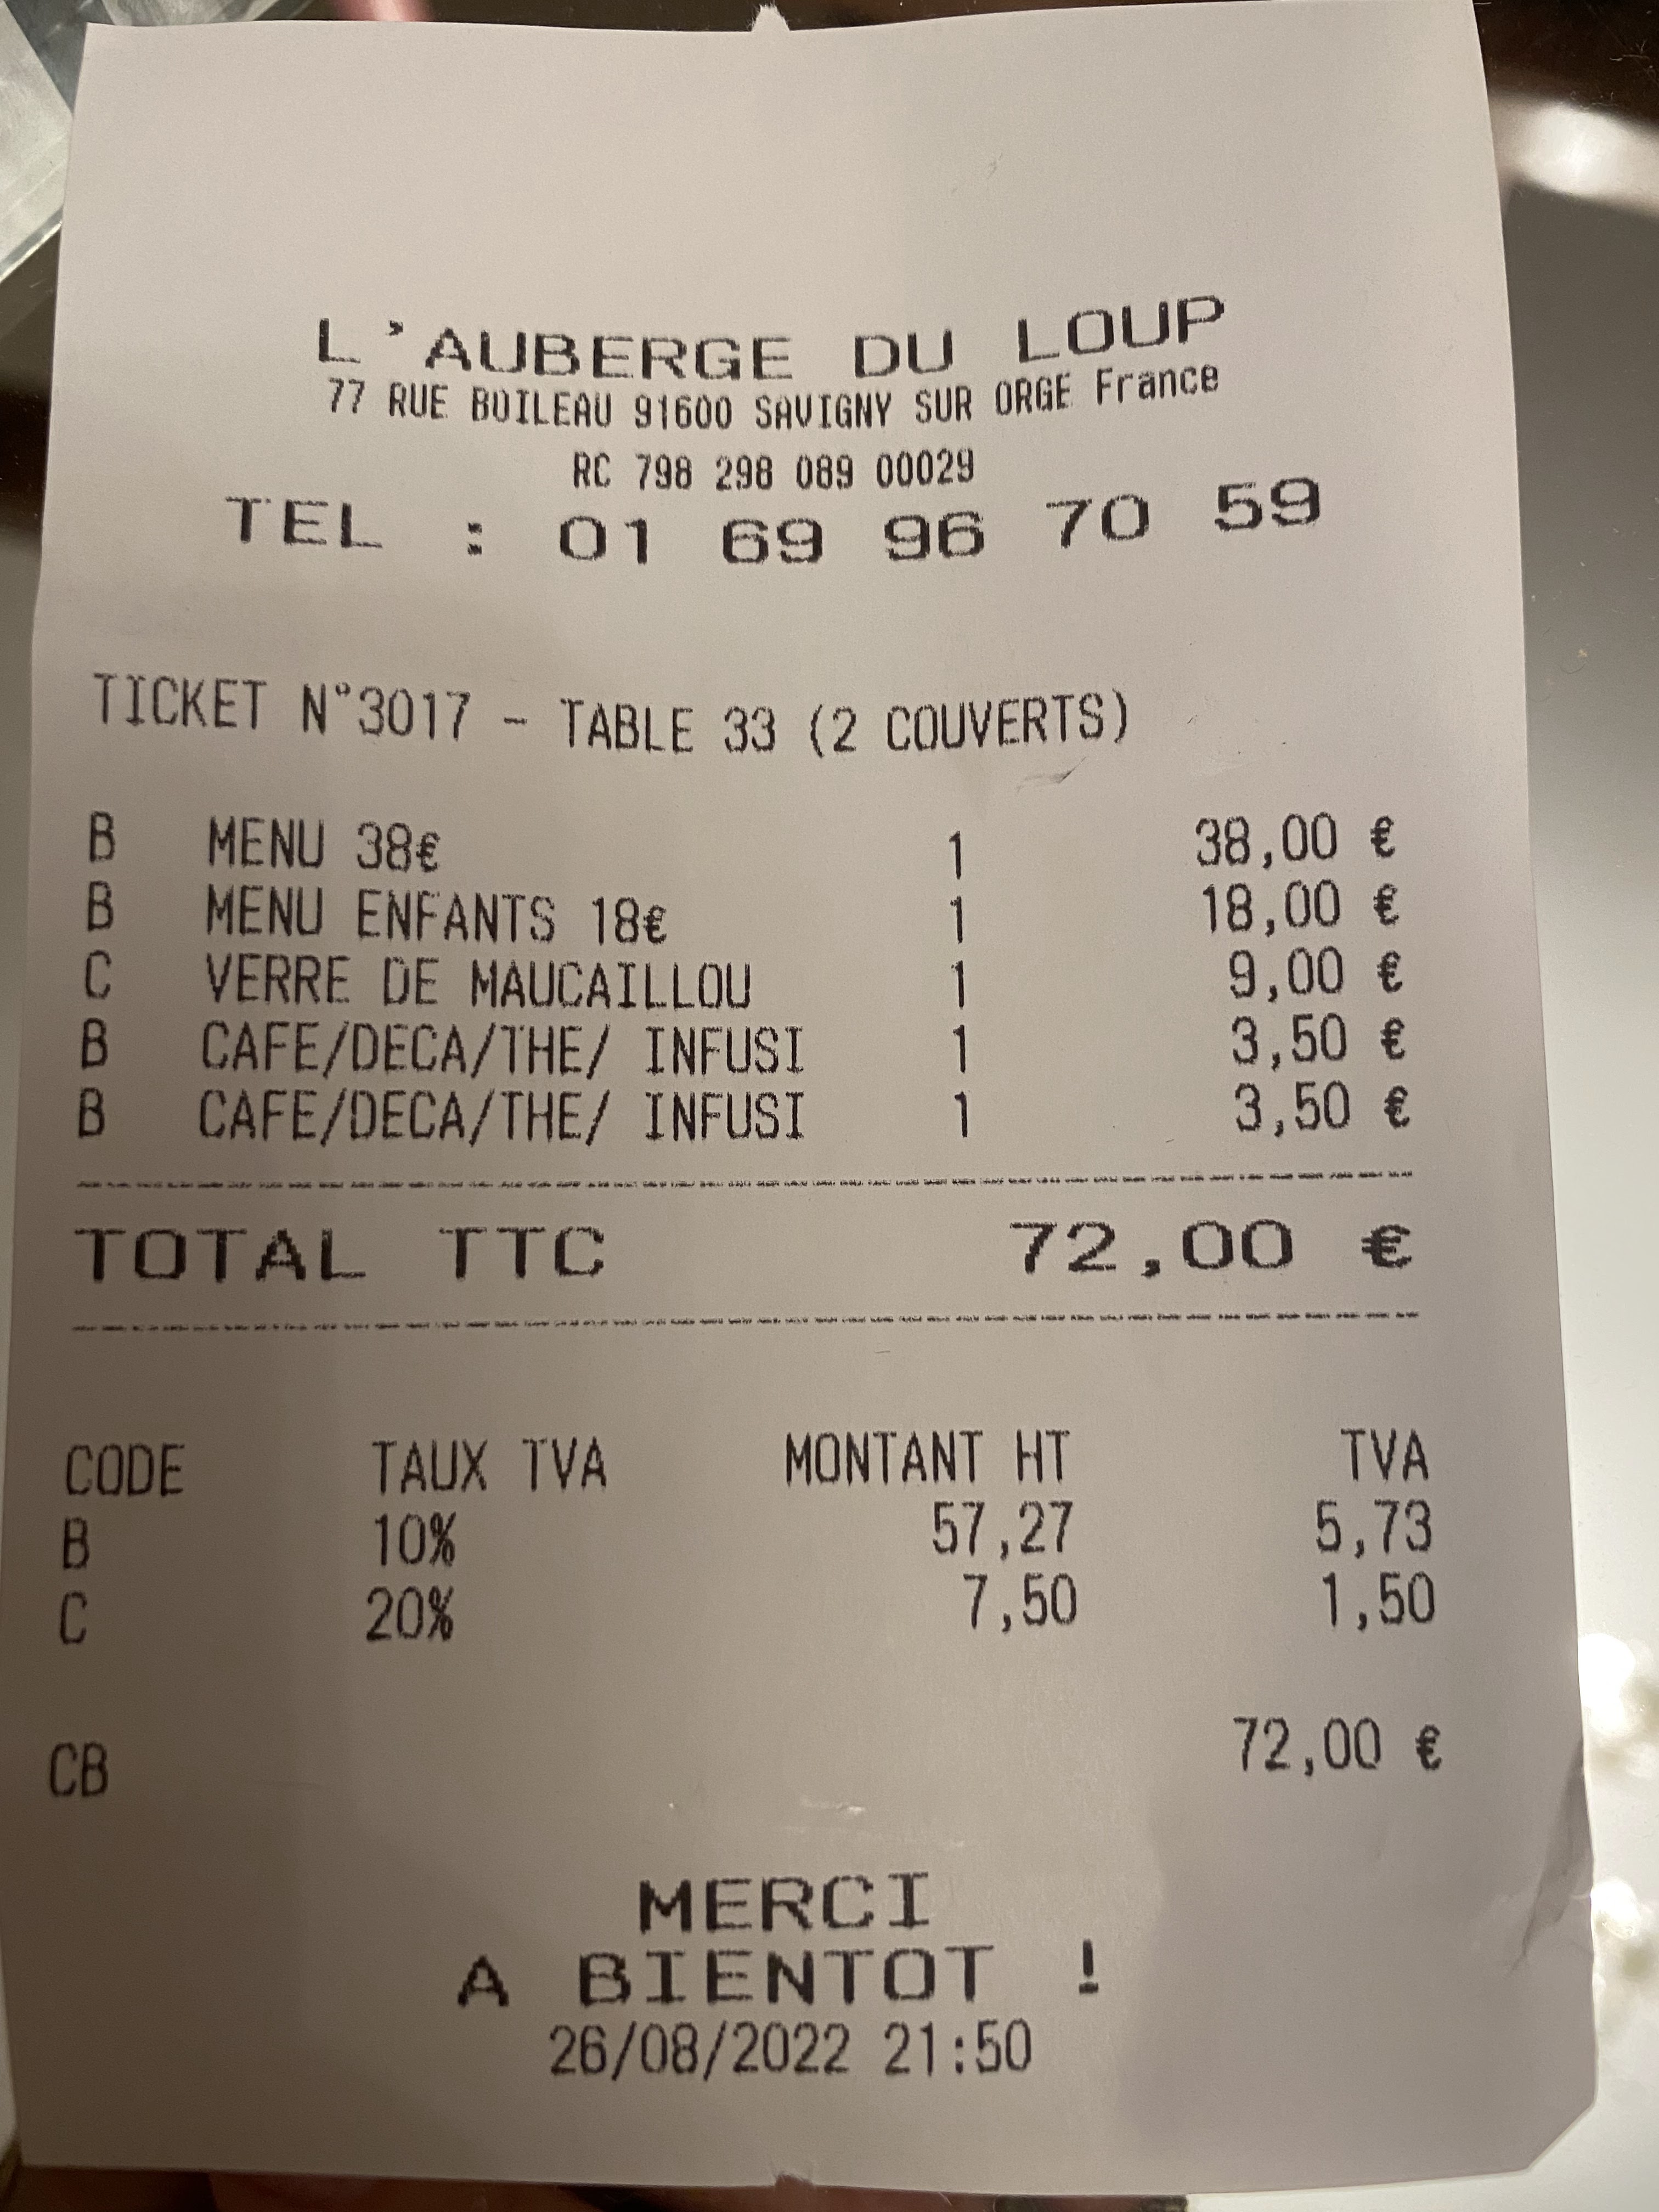 L'AUBERGE DU LOUP
77 RUE BOILEAU 91600 SAVIGNY SUR ORGE France
RC 798 298 089 00029
TEL : 01 69 96 70 59
TICKET N°3017 - TABLE 33 (2 COUVERTS)
B MENU 38€ 1 38,00 €
B MENU ENFANTS 18€ 1 18,00 €
C VERRE DE MAUCAILLOU 1 9,00 €
B CAFE/DECA/THE/ INFUSI 1 3,50 €
B CAFE/DECA/THE/ INFUSI 1 3,50 €
TOTAL TTC 72,00 €
CODE TAUX TVA MONTANT HT TVA
B 10% 57,27 5,73
C 20% 7,50 1,50
CB 72,00 €
MERCI
A BIENTOT !
26/08/2022 21:50